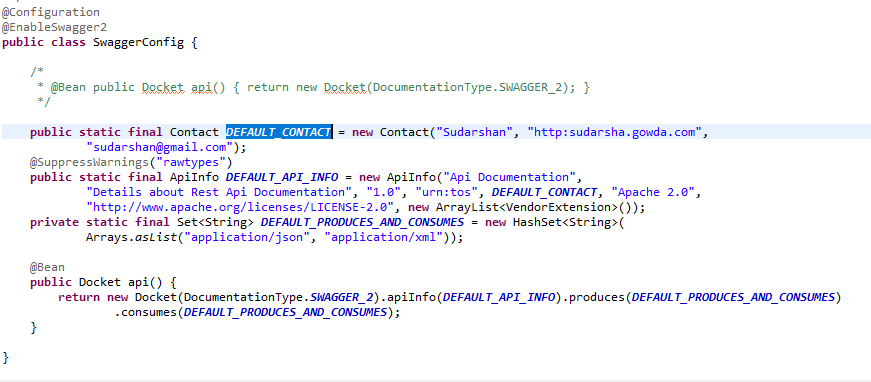 @Configuration
@EnableSwagger2
public class SwaggerConfig {
/*
* @Bean public Docket api() { return new Docket(DocumentationType.SWAGGER_2); }
*/
public static final Contact DEFAULT_CONTACT = new Contact("Sudarshan", "http:sudarsha.gowda.com",
"sudarshan@gmail.com");
@SuppressWarnings("rawtypes")
public static final ApiInfo DEFAULT_API_INFO = new ApiInfo("Api Documentation",
"Details about Rest Api Documentation", "1.0", "urn:tos", DEFAULT_CONTACT, "Apache 2.0",
"http://www.apache.org/licenses/LICENSE-2.0", new ArrayList<VendorExtension>());
private static final Set<String> DEFAULT_PRODUCES_AND_CONSUMES = new HashSet<String>(
Arrays.asList("application/json", "application/xml"));
@Bean
public Docket api() {
return new Docket(DocumentationType.SWAGGER_2).apiInfo(DEFAULT_API_INFO).produces(DEFAULT_PRODUCES_AND_CONSUMES)
.consumes(DEFAULT_PRODUCES_AND_CONSUMES);
}
}